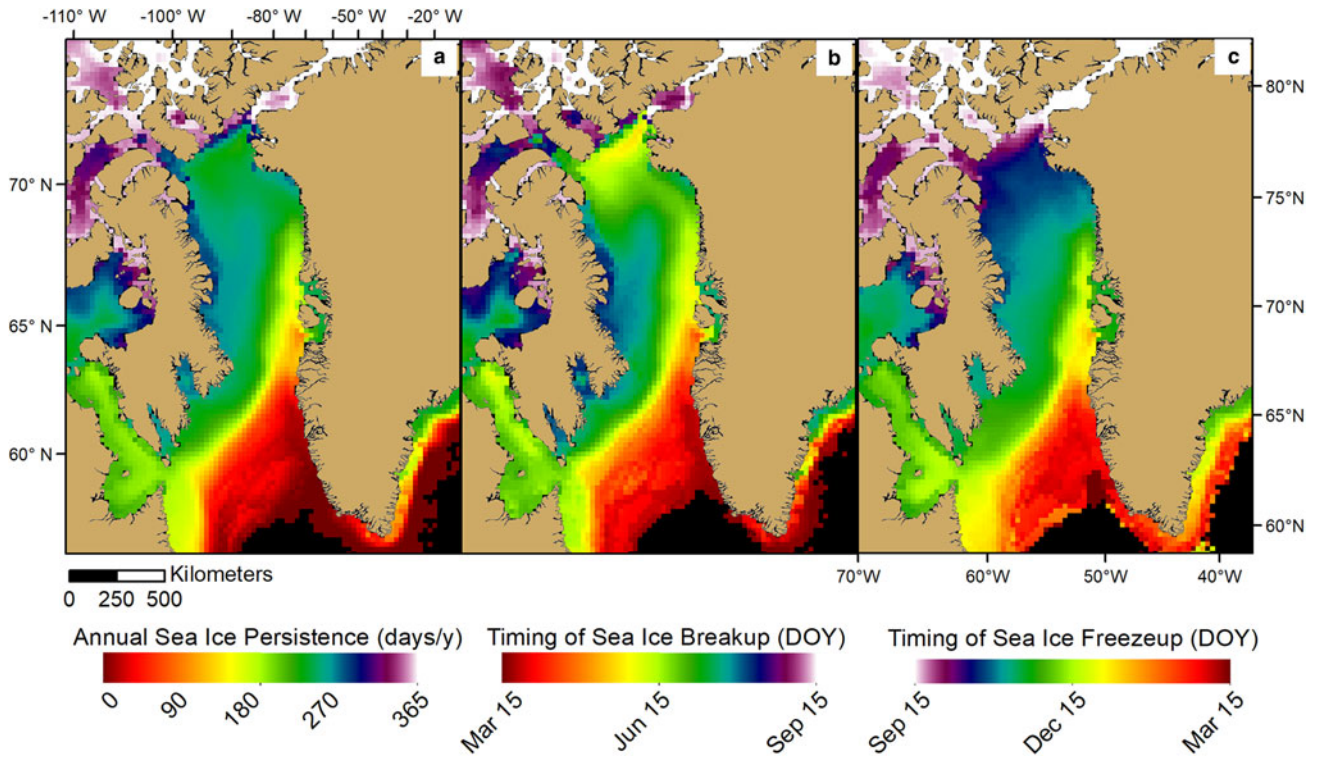 -110° W -100° W -80° W -50° W -20° W
a b c
80°N
70° N 75°N
65° N 70°N
65°N
60° N
60°N
70°W 60°W 50°W 40°W
Kilometers
0 250 500
Annual Sea Ice Persistence (days/y) Timing of Sea Ice Breakup (DOY) Timing of Sea Ice Freezeup (DOY)
0 90 180 270 365 Mar 15 Jun 15 Sep 15 Sep 15 Dec 15 Mar 15